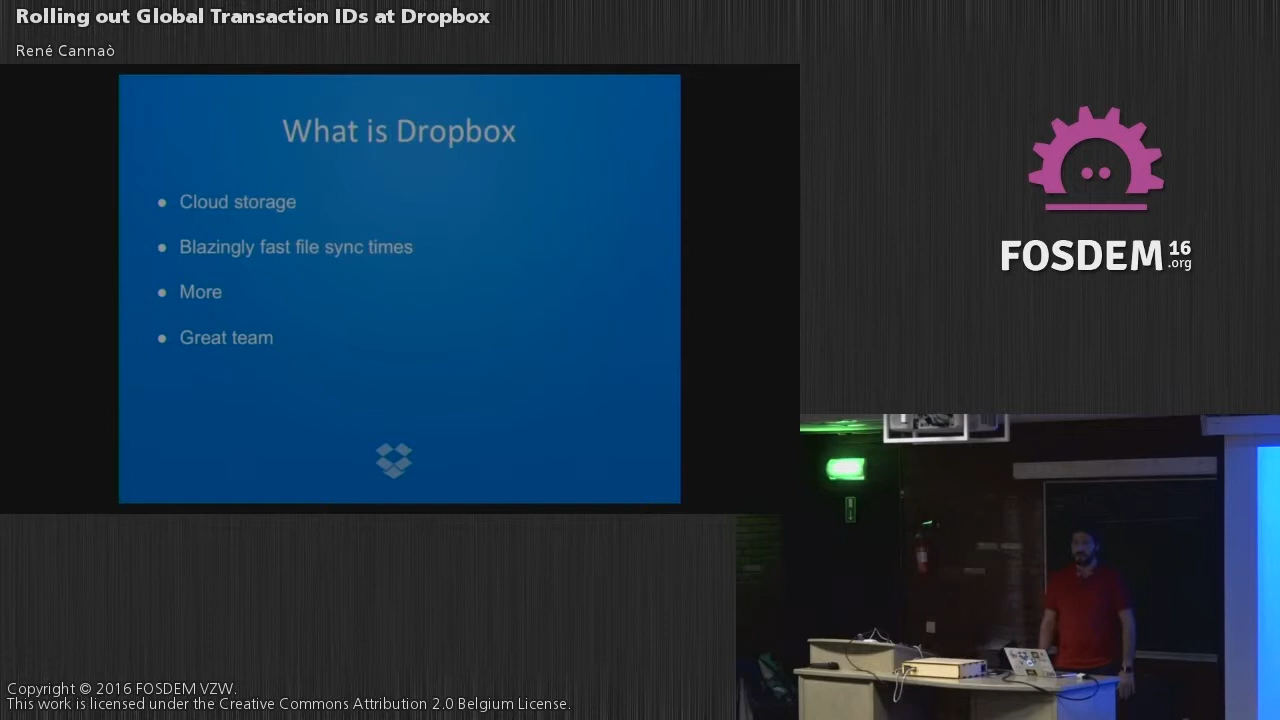 Rolling out Global Transaction IDs at Dropbox
René Cannaò
What is Dropbox
• Cloud storage
• Blazingly fast file sync times
• More
• Great team
FOSDEM 16 .org
Copyright © 2016 FOSDEM VZW.
This work is licensed under the Creative Commons Attribution 2.0 Belgium License.